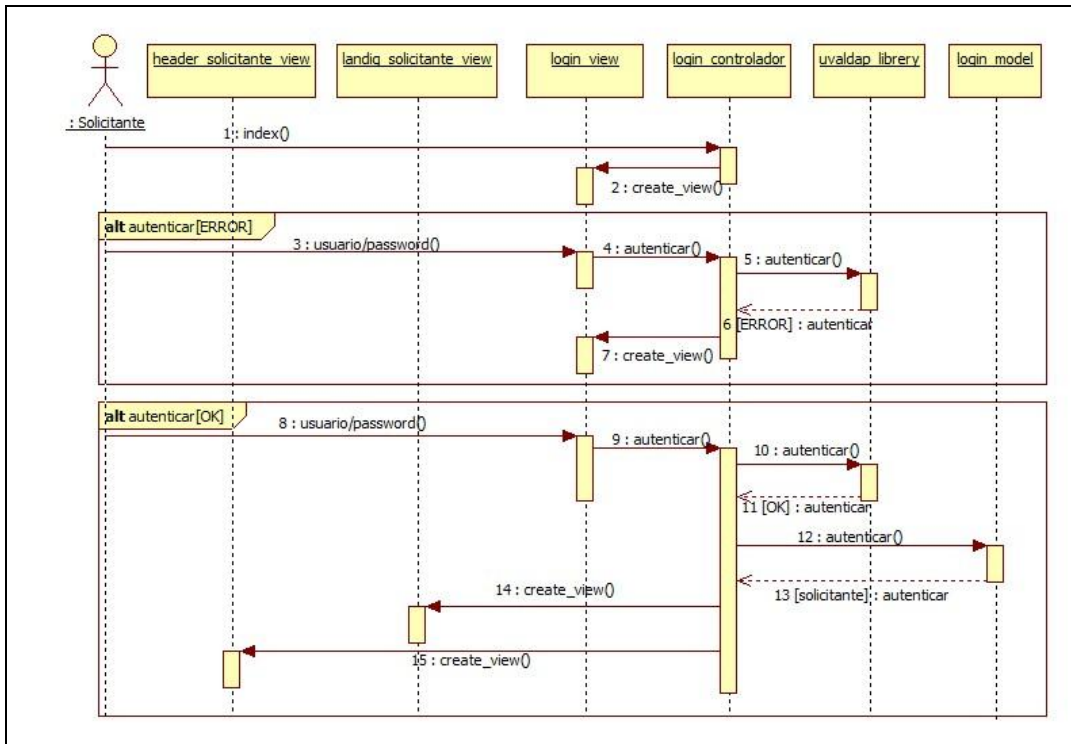 header_solicitante_view
landig_solicitante_view
login_view
login_controlador
uvaldap_librery
login_model
: Solicitante
1 : index()
2 : create_view()
alt autenticar[ERROR]
3 : usuario/password()
4 : autenticar()
5 : autenticar()
6 [ERROR] : autenticar
7 : create_view()
alt autenticar[OK]
8 : usuario/password()
9 : autenticar()
10 : autenticar()
11 [OK] : autenticar
12 : autenticar()
13 [solicitante] : autenticar
14 : create_view()
15 : create_view()